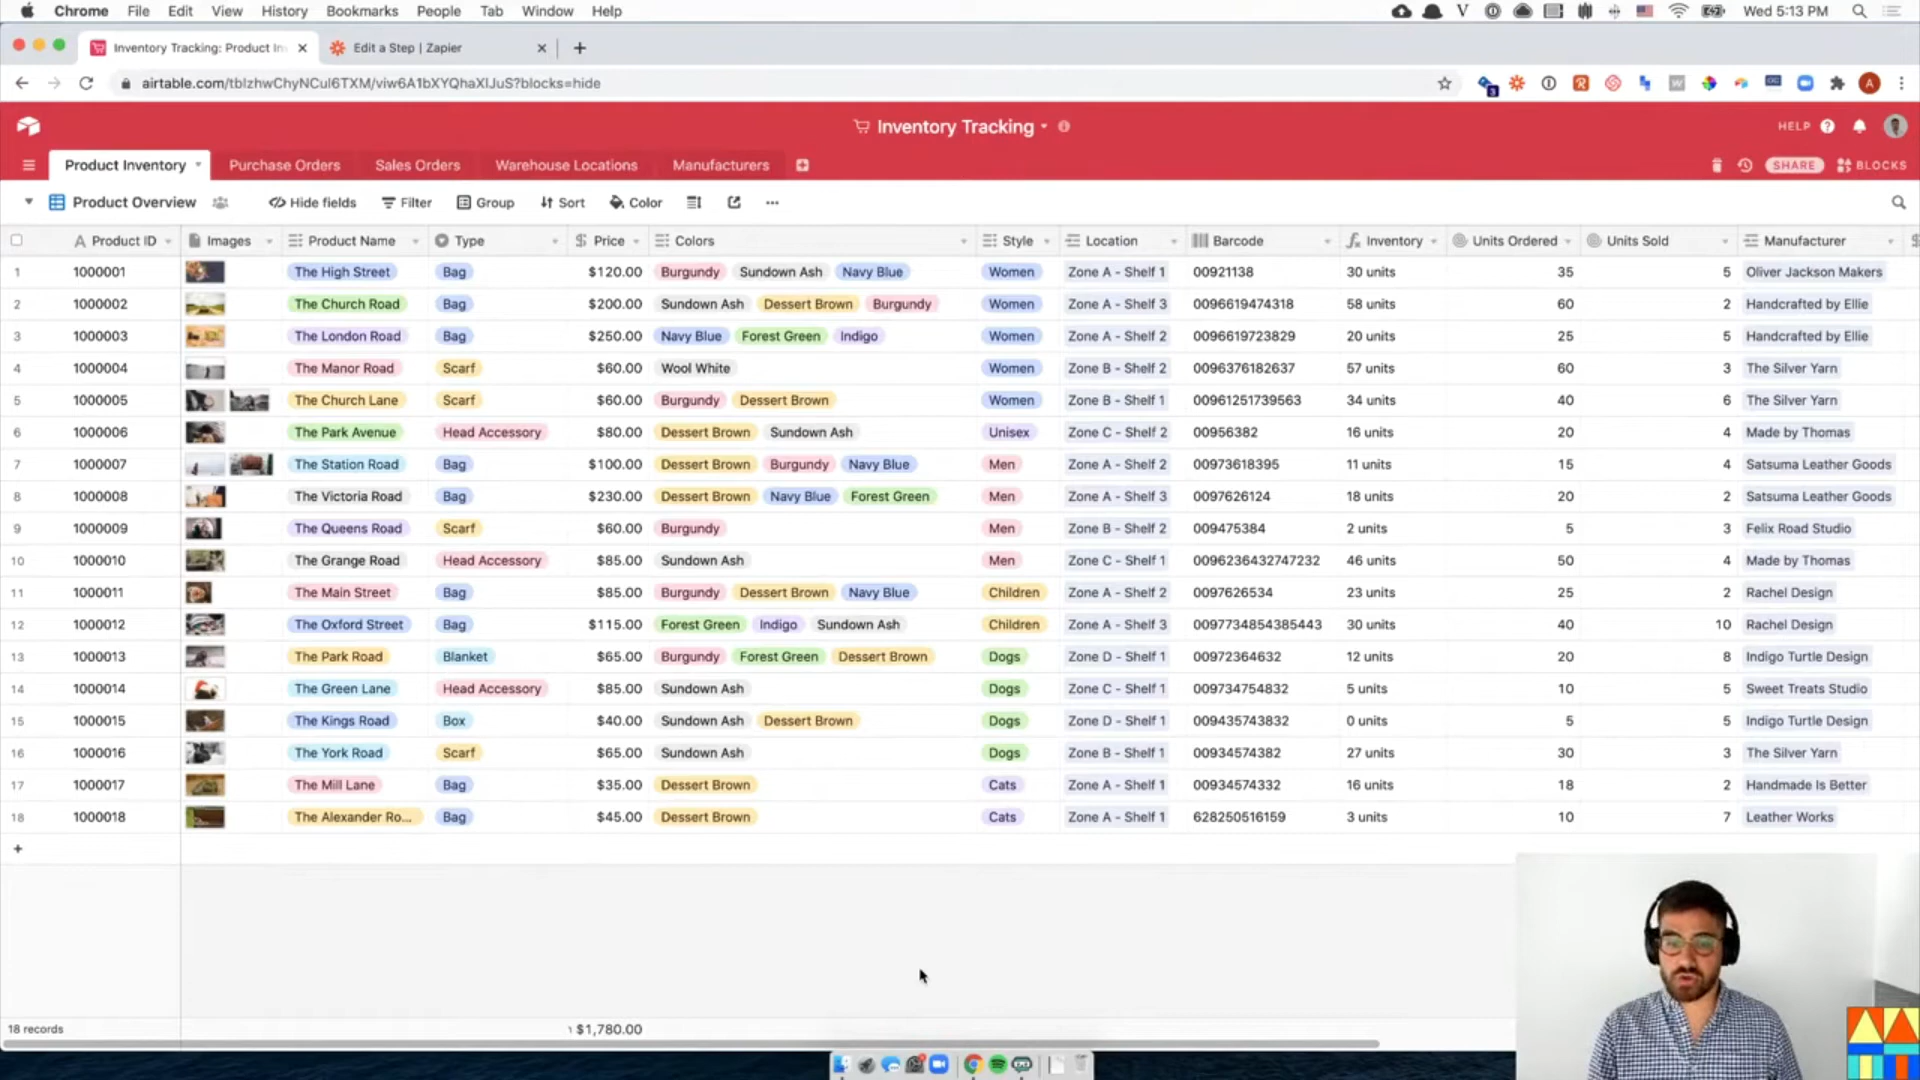 Chrome File Edit View History Bookmarks People Tab Window Help Wed 5:13 PM
Inventory Tracking: Product In Edit a Step | Zapier
airtable.com/tblzhwChyNCul6TXM/viw6A1bXYQhaXlJuS?blocks=hide
Inventory Tracking HELP
Product Inventory Purchase Orders Sales Orders Warehouse Locations Manufacturers SHARE BLOCKS
Product Overview Hide fields Filter Group Sort Color
Product ID Images Product Name Type Price Colors Style Location Barcode Inventory Units Ordered Units Sold Manufacturer
1 1000001 The High Street Bag $120.00 Burgundy Sundown Ash Navy Blue Women Zone A - Shelf 1 00921138 30 units 35 5 Oliver Jackson Makers
2 1000002 The Church Road Bag $200.00 Sundown Ash Dessert Brown Burgundy Women Zone A - Shelf 3 0096619474318 58 units 60 2 Handcrafted by Ellie
3 1000003 The London Road Bag $250.00 Navy Blue Forest Green Indigo Women Zone A - Shelf 2 0096619723829 20 units 25 5 Handcrafted by Ellie
4 1000004 The Manor Road Scarf $60.00 Wool White Women Zone B - Shelf 2 0096376182637 57 units 60 3 The Silver Yarn
5 1000005 The Church Lane Scarf $60.00 Burgundy Dessert Brown Women Zone B - Shelf 1 00961251739563 34 units 40 6 The Silver Yarn
6 1000006 The Park Avenue Head Accessory $80.00 Dessert Brown Sundown Ash Unisex Zone C - Shelf 2 00956382 16 units 20 4 Made by Thomas
7 1000007 The Station Road Bag $100.00 Dessert Brown Burgundy Navy Blue Men Zone A - Shelf 2 00973618395 11 units 15 4 Satsuma Leather Goods
8 1000008 The Victoria Road Bag $230.00 Dessert Brown Navy Blue Forest Green Men Zone A - Shelf 3 0097626124 18 units 20 2 Satsuma Leather Goods
9 1000009 The Queens Road Scarf $60.00 Burgundy Men Zone B - Shelf 2 009475384 2 units 5 3 Felix Road Studio
10 1000010 The Grange Road Head Accessory $85.00 Sundown Ash Men Zone C - Shelf 1 0096236432747232 46 units 50 4 Made by Thomas
11 1000011 The Main Street Bag $85.00 Burgundy Dessert Brown Navy Blue Children Zone A - Shelf 2 0097626534 23 units 25 2 Rachel Design
12 1000012 The Oxford Street Bag $115.00 Forest Green Indigo Sundown Ash Children Zone A - Shelf 3 0097734854385443 30 units 40 10 Rachel Design
13 1000013 The Park Road Blanket $65.00 Burgundy Forest Green Dessert Brown Dogs Zone D - Shelf 1 00972364632 12 units 20 8 Indigo Turtle Design
14 1000014 The Green Lane Head Accessory $85.00 Sundown Ash Dogs Zone C - Shelf 1 009734754832 5 units 10 5 Sweet Treats Studio
15 1000015 The Kings Road Box $40.00 Sundown Ash Dessert Brown Dogs Zone D - Shelf 1 009435743832 0 units 5 5 Indigo Turtle Design
16 1000016 The York Road Scarf $65.00 Sundown Ash Dogs Zone B - Shelf 1 00934574382 27 units 30 3 The Silver Yarn
17 1000017 The Mill Lane Bag $35.00 Dessert Brown Cats Zone A - Shelf 1 00934574332 16 units 18 2 Handmade Is Better
18 1000018 The Alexander Ro... Bag $45.00 Dessert Brown Cats Zone A - Shelf 1 628250516159 3 units 10 7 Leather Works
18 records $1,780.00